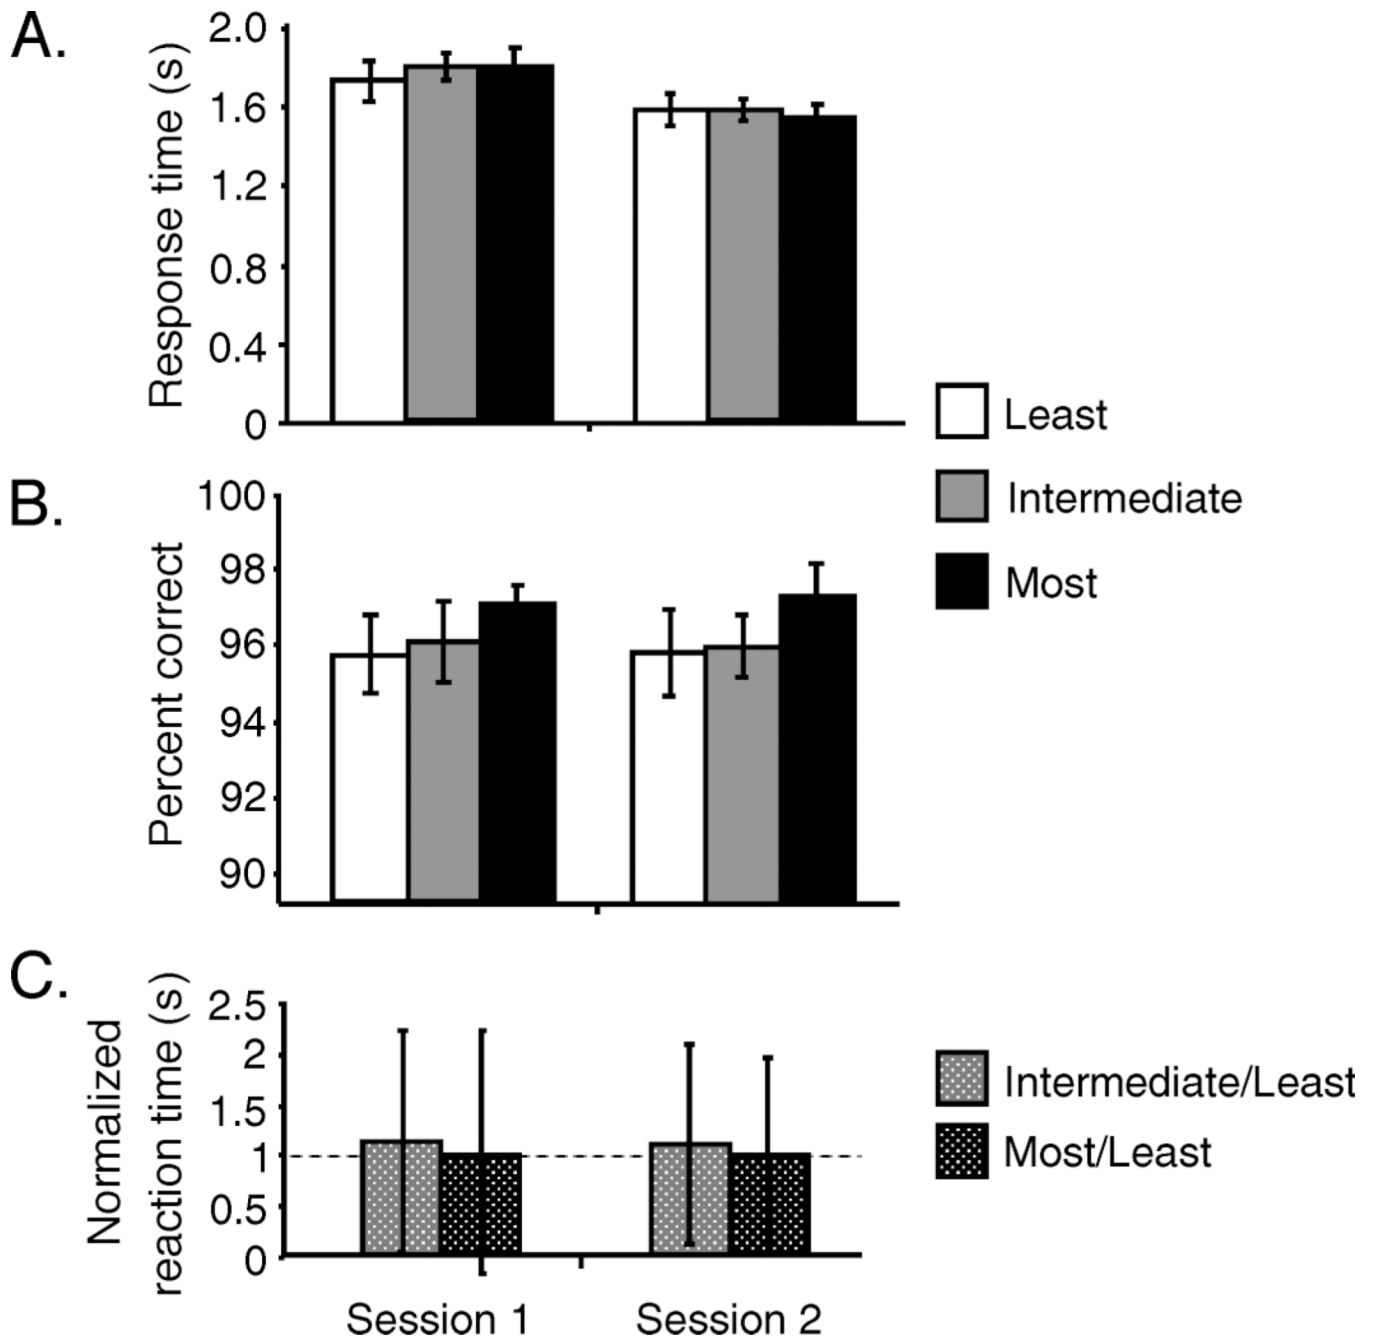 A.
Response time (s)
2.0
1.6
1.2
0.8
0.4
0
Least
Intermediate
Most
B.
Percent correct
100
98
96
94
92
90
C.
Normalized
reaction time (s)
2.5
2
1.5
1
0.5
0
Intermediate/Least
Most/Least
Session 1
Session 2